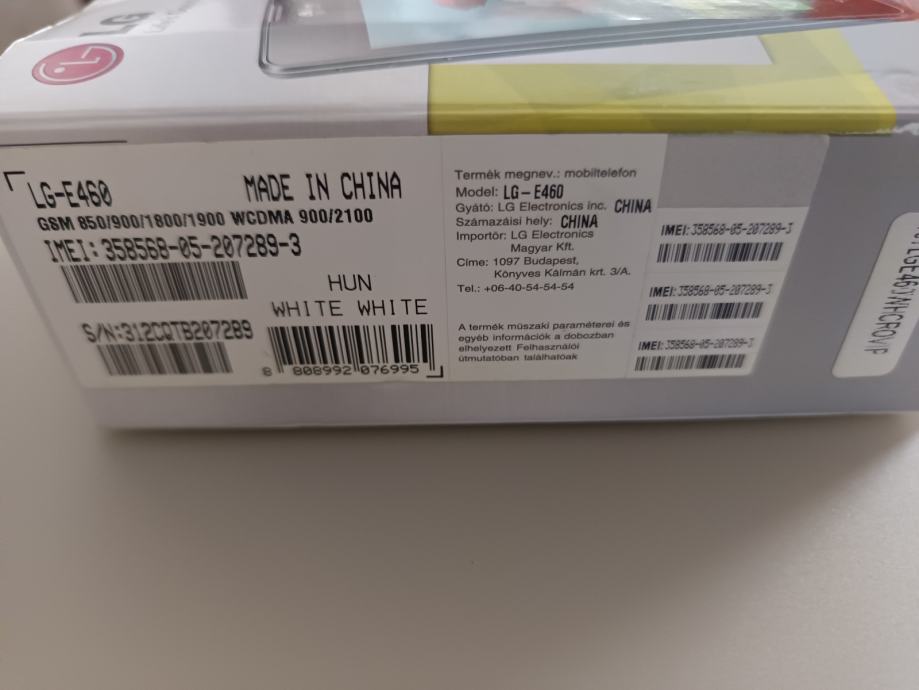 LG
LG-E460
MADE IN CHINA
GSM 850/900/1800/1900 WCDMA 900/2100
IMEI: 358568-05-207289-3
HUN
WHITE WHITE
S/N:312CQTB207289
8 808992 076995
Termék megnev.: mobiltelefon
Model: LG-E460
Gyátó: LG Electronics inc. CHINA
Számazáisi hely: CHINA
Importőr: LG Electronics
Magyar Kft.
Címe: 1097 Budapest,
Könyves Kálmán krt. 3/A.
Tel.: +06-40-54-54-54
A termék műszaki paraméterei és
egyéb információk a dobozban
elhelyezett Felhasználói
útmutatóban találhatóak
IMEI: 358568-05-207289-3
IMEI: 358568-05-207289-3
IMEI: 358568-05-207289-3